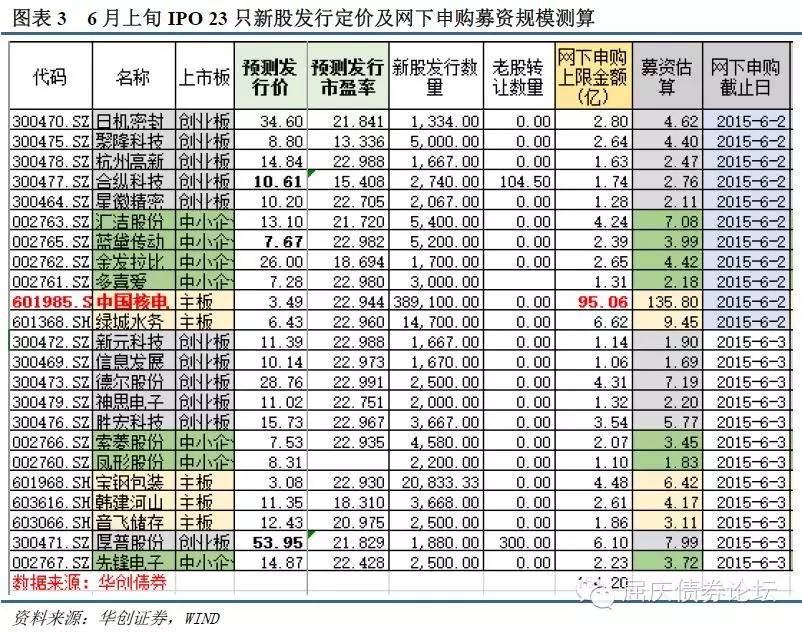 图表 3 6 月上旬 IPO 23 只新股发行定价及网下申购募资规模测算
代码 名称 上市板 预测发行价 预测发行市盈率 新股发行数量 老股转让数量 网下申购上限金额（亿） 募资估算 网下申购截止日
300470.SZ 日机密封 创业板 34.60 21.841 1,334.00 0.00 2.80 4.62 2015-6-2
300475.SZ 聚隆科技 创业板 8.80 13.336 5,000.00 0.00 2.64 4.40 2015-6-2
300478.SZ 杭州高新 创业板 14.84 22.988 1,667.00 0.00 1.63 2.47 2015-6-2
300477.SZ 合纵科技 创业板 10.61 15.408 2,740.00 104.50 1.74 2.76 2015-6-2
300464.SZ 星徽精密 创业板 10.20 22.705 2,067.00 0.00 1.28 2.11 2015-6-2
002763.SZ 汇洁股份 中小企 13.10 21.720 5,400.00 0.00 4.24 7.08 2015-6-2
002765.SZ 蓝黛传动 中小企 7.67 22.982 5,200.00 0.00 2.39 3.99 2015-6-2
002762.SZ 金发拉比 中小企 26.00 18.694 1,700.00 0.00 2.65 4.42 2015-6-2
002761.SZ 多喜爱 中小企 7.28 22.980 3,000.00 1.31 2.18 2015-6-2
601985.S 中国核电 主板 3.49 22.944 389,100.00 0.00 95.06 135.80 2015-6-2
601368.SH 绿城水务 主板 6.43 22.960 14,700.00 0.00 6.62 9.45 2015-6-2
300472.SZ 新元科技 创业板 11.39 22.988 1,667.00 0.00 1.14 1.90 2015-6-3
300469.SZ 信息发展 创业板 10.14 22.973 1,670.00 0.00 1.06 1.69 2015-6-3
300473.SZ 德尔股份 创业板 28.76 22.991 2,500.00 0.00 4.31 7.19 2015-6-3
300479.SZ 神思电子 创业板 11.02 22.751 2,000.00 0.00 1.32 2.20 2015-6-3
300476.SZ 胜宏科技 创业板 15.73 22.967 3,667.00 0.00 3.54 5.77 2015-6-3
002766.SZ 索菱股份 中小企 7.53 22.935 4,580.00 0.00 2.07 3.45 2015-6-3
002760.SZ 凤形股份 中小企 8.31 2,200.00 0.00 1.10 1.83 2015-6-3
601968.SH 宝钢包装 主板 3.08 22.930 20,833.33 0.00 4.48 6.42 2015-6-3
603616.SH 韩建河山 主板 11.35 18.310 3,668.00 0.00 2.61 4.17 2015-6-3
603066.SH 音飞储存 主板 12.43 20.975 2,500.00 0.00 1.86 3.11 2015-6-3
300471.SZ 厚普股份 创业板 53.95 21.829 1,880.00 300.00 6.10 7.99 2015-6-3
002767.SZ 先锋电子 中小企 14.87 22.428 2,500.00 0.00 2.23 3.72 2015-6-3
数据来源：华创债券
屈庆债券论坛
资料来源：华创证券，WIND